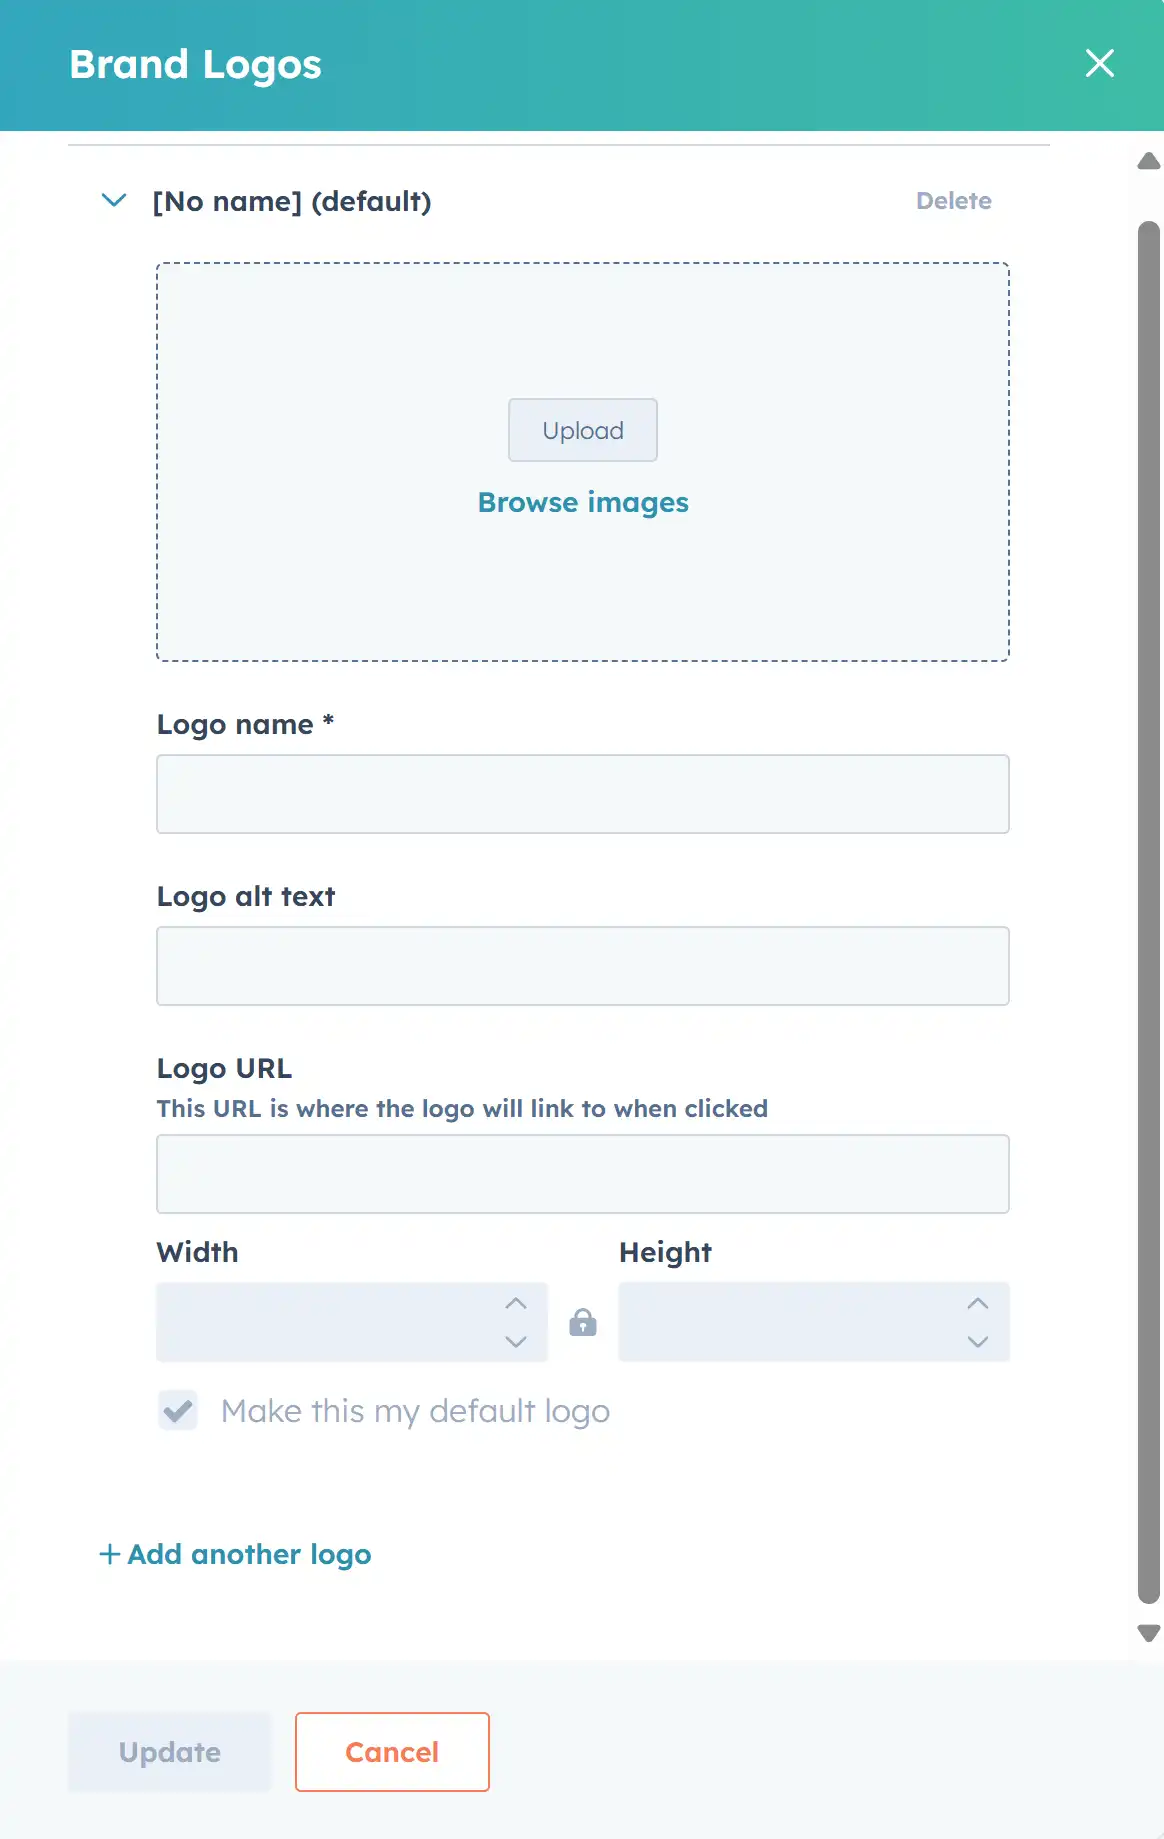 Brand Logos
[No name] (default)
Delete
Upload
Browse images
Logo name *
Logo alt text
Logo URL
This URL is where the logo will link to when clicked
Width
Height
Make this my default logo
+ Add another logo
Update
Cancel